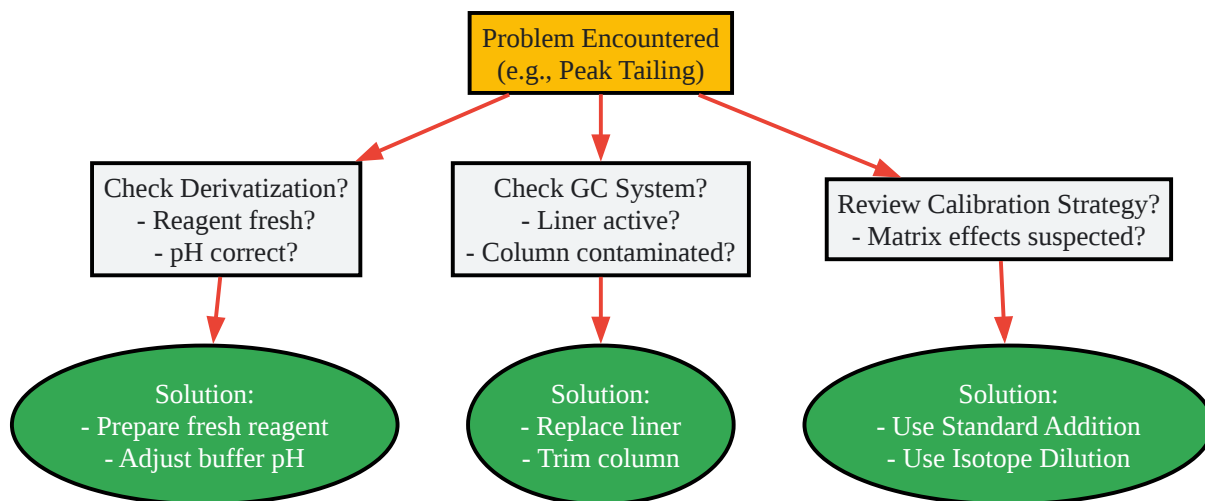 Problem Encountered
(e.g., Peak Tailing)
Check Derivatization?
- Reagent fresh?
- pH correct?
Check GC System?
- Liner active?
- Column contaminated?
Review Calibration Strategy?
- Matrix effects suspected?
Solution:
- Prepare fresh reagent
- Adjust buffer pH
Solution:
- Replace liner
- Trim column
Solution:
- Use Standard Addition
- Use Isotope Dilution